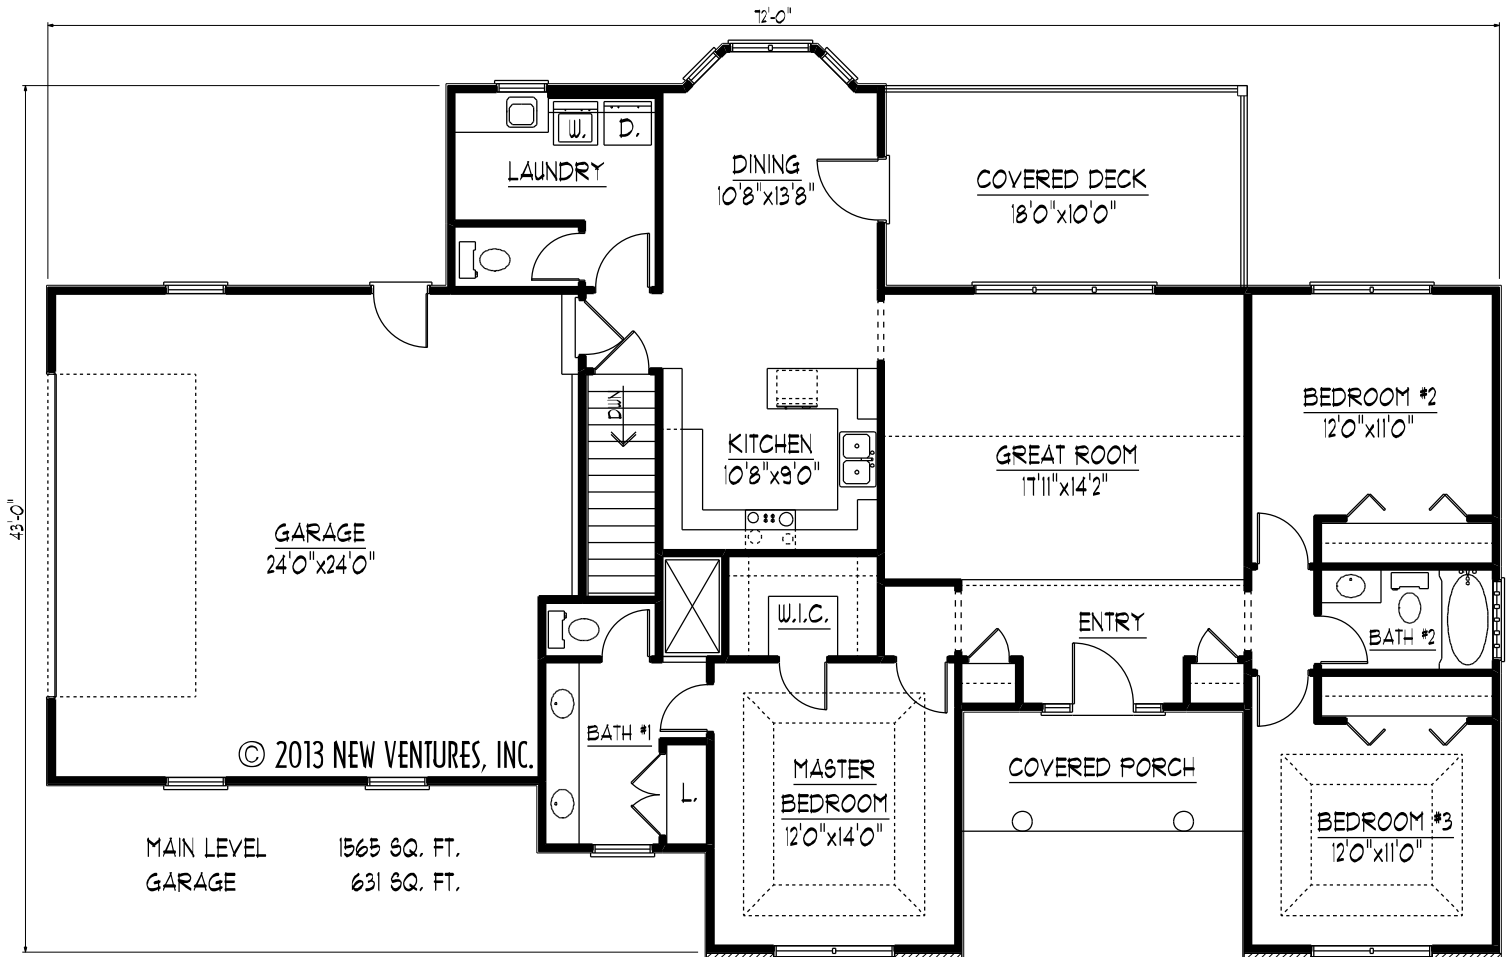 72'-0"
W.
D.
LAUNDRY
DINING
10'8"x13'8"
COVERED DECK
18'0"x10'0"
DWN
BEDROOM #2
12'0"x11'0"
KITCHEN
10'8"x9'0"
GREAT ROOM
17'11"x14'2"
43'-0"
GARAGE
24'0"x24'0"
W.I.C.
ENTRY
BATH #2
BATH #1
© 2013 NEW VENTURES, INC.
L.
MASTER
BEDROOM
12'0"x14'0"
COVERED PORCH
BEDROOM #3
12'0"x11'0"
MAIN LEVEL 1565 SQ. FT.
GARAGE 631 SQ. FT.